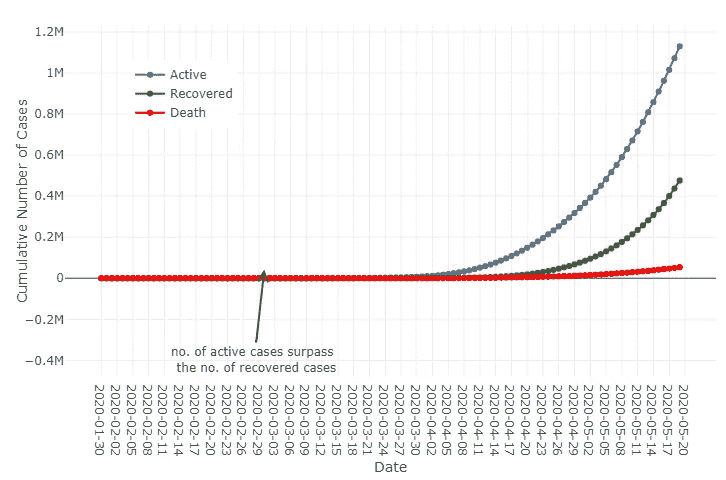 1.2M
1M
0.8M
0.6M
0.4M
0.2M
0
−0.2M
−0.4M
Cumulative Number of Cases
Active
Recovered
Death
no. of active cases surpass
the no. of recovered cases
2020-01-30
2020-02-02
2020-02-05
2020-02-08
2020-02-11
2020-02-14
2020-02-17
2020-02-20
2020-02-23
2020-02-26
2020-02-29
2020-03-03
2020-03-06
2020-03-09
2020-03-12
2020-03-15
2020-03-18
2020-03-21
2020-03-24
2020-03-27
2020-03-30
2020-04-02
2020-04-05
2020-04-08
2020-04-11
2020-04-14
2020-04-17
2020-04-20
2020-04-23
2020-04-26
2020-04-29
2020-05-02
2020-05-05
2020-05-08
2020-05-11
2020-05-14
2020-05-17
2020-05-20
Date